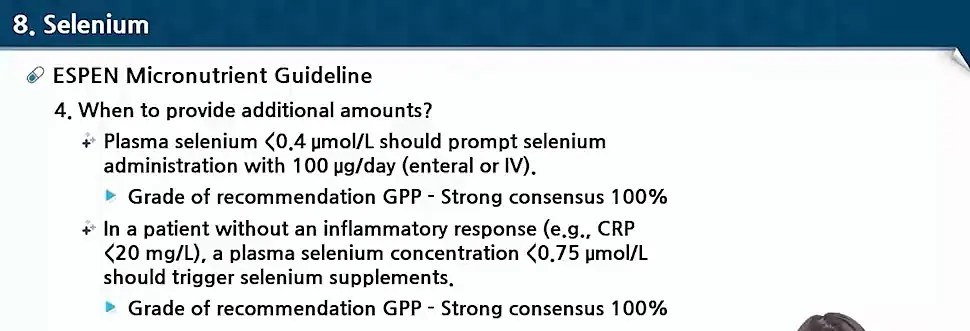 8. Selenium
ESPEN Micronutrient Guideline
4. When to provide additional amounts?
Plasma selenium <0.4 μmol/L should prompt selenium
administration with 100 μg/day (enteral or IV).
Grade of recommendation GPP - Strong consensus 100%
In a patient without an inflammatory response (e.g., CRP
<20 mg/L), a plasma selenium concentration <0.75 μmol/L
should trigger selenium supplements.
Grade of recommendation GPP - Strong consensus 100%